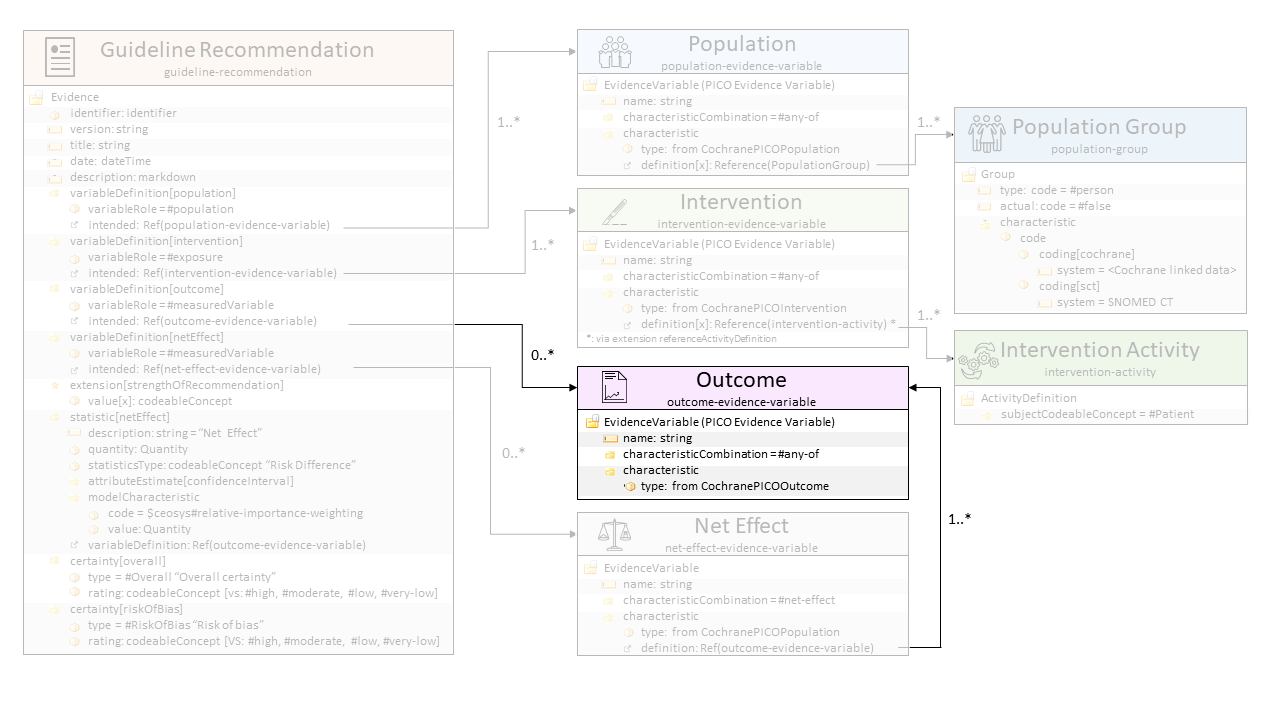 Guideline Recommendation
guideline-recommendation
Evidence
identifier: Identifier
version: string
title: string
date: dateTime
description: markdown
variableDefinition[population]
variableRole =#population
intended: Ref(population-evidence-variable)
variableDefinition[intervention]
variableRole =#exposure
intended: Ref(intervention-evidence-variable)
variableDefinition[outcome]
variableRole =#measuredVariable
intended: Ref(outcome-evidence-variable)
variableDefinition[netEffect]
variableRole =#measuredVariable
intended: Ref(net-effect-evidence-variable)
extension[strengthOfRecommendation]
value[x]: codeableConcept
statistic[netEffect]
description: string = “Net Effect”
quantity: Quantity
statisticsType: codeableConcept “Risk Difference”
attributeEstimate[confidenceInterval]
modelCharacteristic
code = $ceosys#relative-importance-weighting
value: Quantity
variableDefinition: Ref(outcome-evidence-variable)
certainty[overall]
type = #Overall “Overall certainty”
rating: codeableConcept [vs: #high, #moderate, #low, #very-low]
certainty[riskOfBias]
type = #RiskOfBias “Risk of bias”
rating: codeableConcept [VS: #high, #moderate, #low, #very-low]
1..*
1..*
0..*
0..*
Population
population-evidence-variable
EvidenceVariable (PICO Evidence Variable)
name: string
characteristicCombination =#any-of
characteristic
type: from CochranePICOPopulation
definition[x]: Reference(PopulationGroup)
1..*
Intervention
intervention-evidence-variable
EvidenceVariable (PICO Evidence Variable)
name: string
characteristicCombination =#any-of
characteristic
type: from CochranePICOIntervention
definition[x]: Reference(intervention-activity) *
*: via extension referenceActivityDefinition
1..*
Outcome
outcome-evidence-variable
EvidenceVariable (PICO Evidence Variable)
name: string
characteristicCombination =#any-of
characteristic
type: from CochranePICOOutcome
1..*
Net Effect
net-effect-evidence-variable
EvidenceVariable
name: string
characteristicCombination =#net-effect
characteristic
type: from CochranePICOPopulation
definition: Ref(outcome-evidence-variable)
Population Group
population-group
Group
type: code = #person
actual: code = #false
characteristic
code
coding[cochrane]
system = <Cochrane linked data>
coding[sct]
system = SNOMED CT
Intervention Activity
intervention-activity
ActivityDefinition
subjectCodeableConcept = #Patient